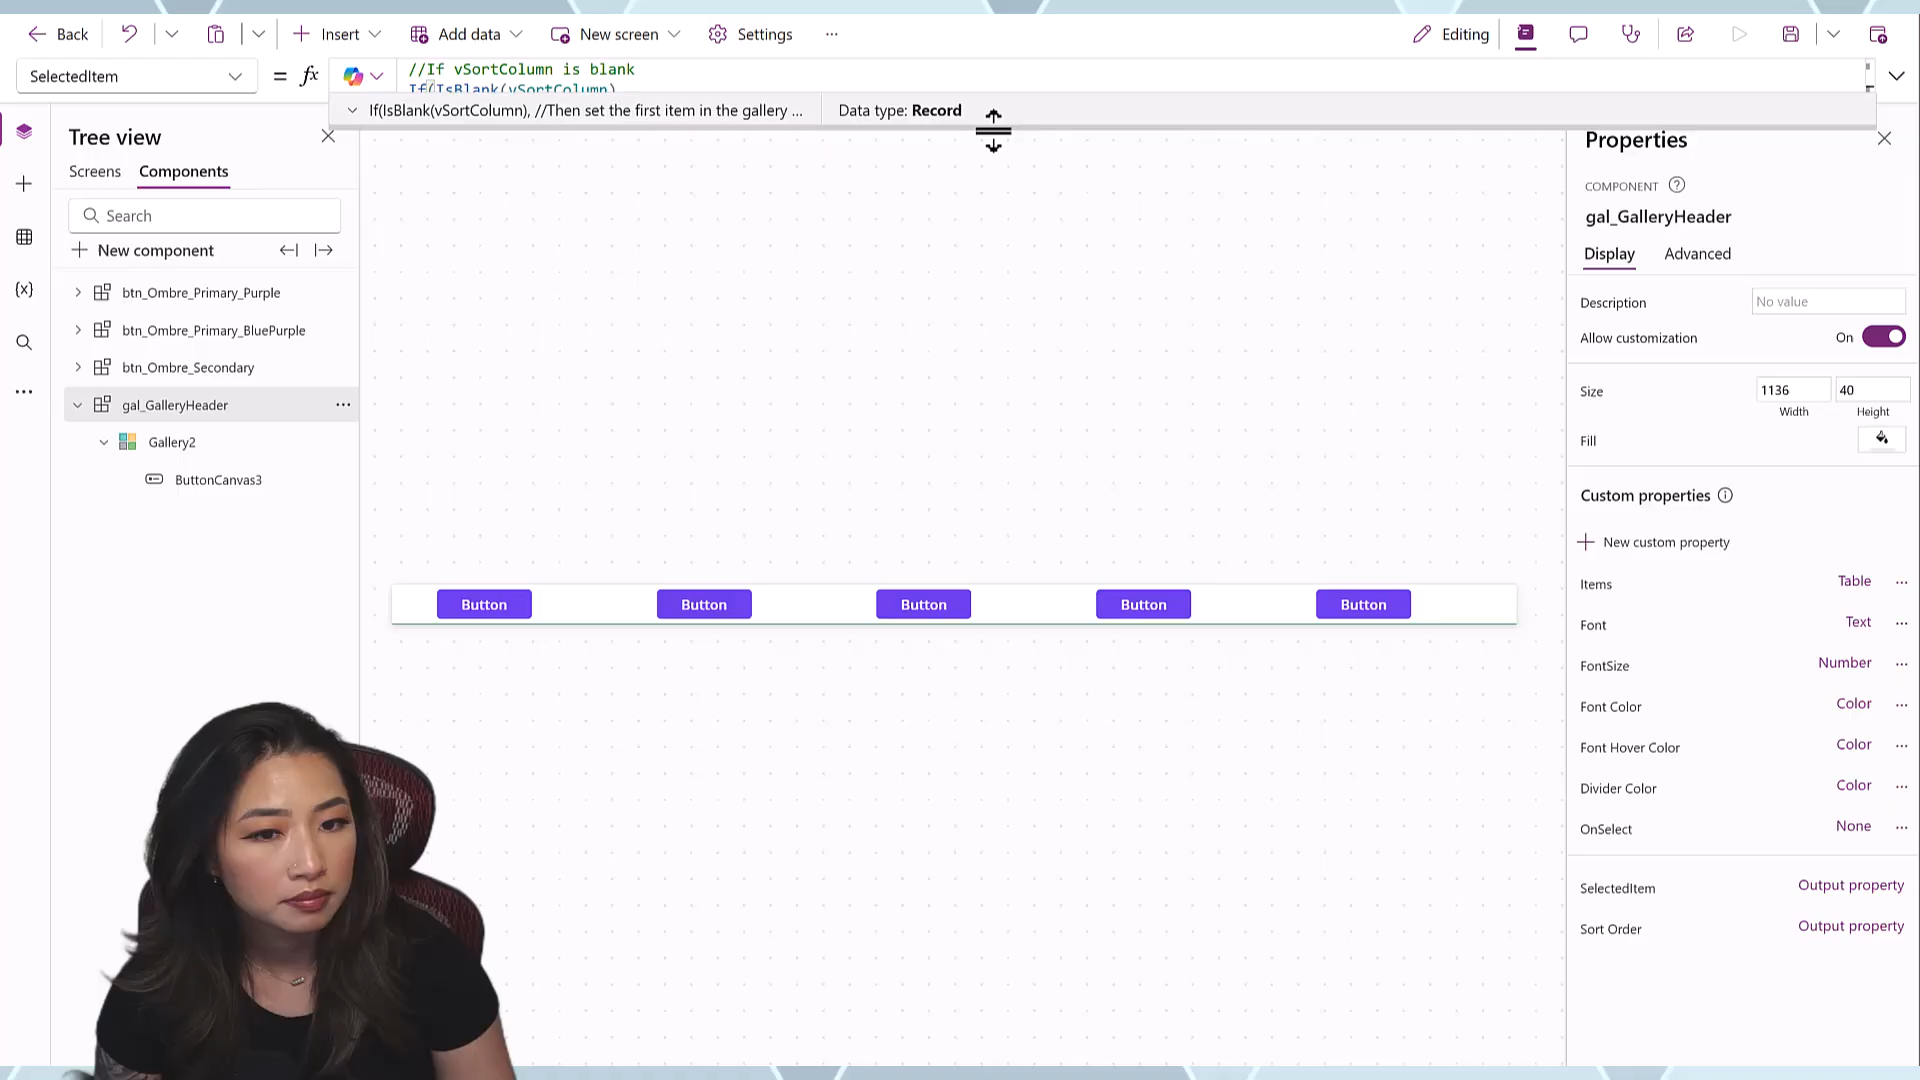 Back
Insert
Add data
New screen
Settings
Editing
SelectedItem
= fx
//If vSortColumn is blank
If(IsBlank(vSortColumn)
If(IsBlank(vSortColumn), //Then set the first item in the gallery ...
Data type: Record
Tree view
Screens
Components
Search
New component
btn_Ombre_Primary_Purple
btn_Ombre_Primary_BluePurple
btn_Ombre_Secondary
gal_GalleryHeader
Gallery2
ButtonCanvas3
Button
Button
Button
Button
Button
Properties
COMPONENT
gal_GalleryHeader
Display
Advanced
Description
No value
Allow customization
On
Size
1136
40
Width
Height
Fill
Custom properties
New custom property
Items
Table
Font
Text
FontSize
Number
Font Color
Color
Font Hover Color
Color
Divider Color
Color
OnSelect
None
SelectedItem
Output property
Sort Order
Output property